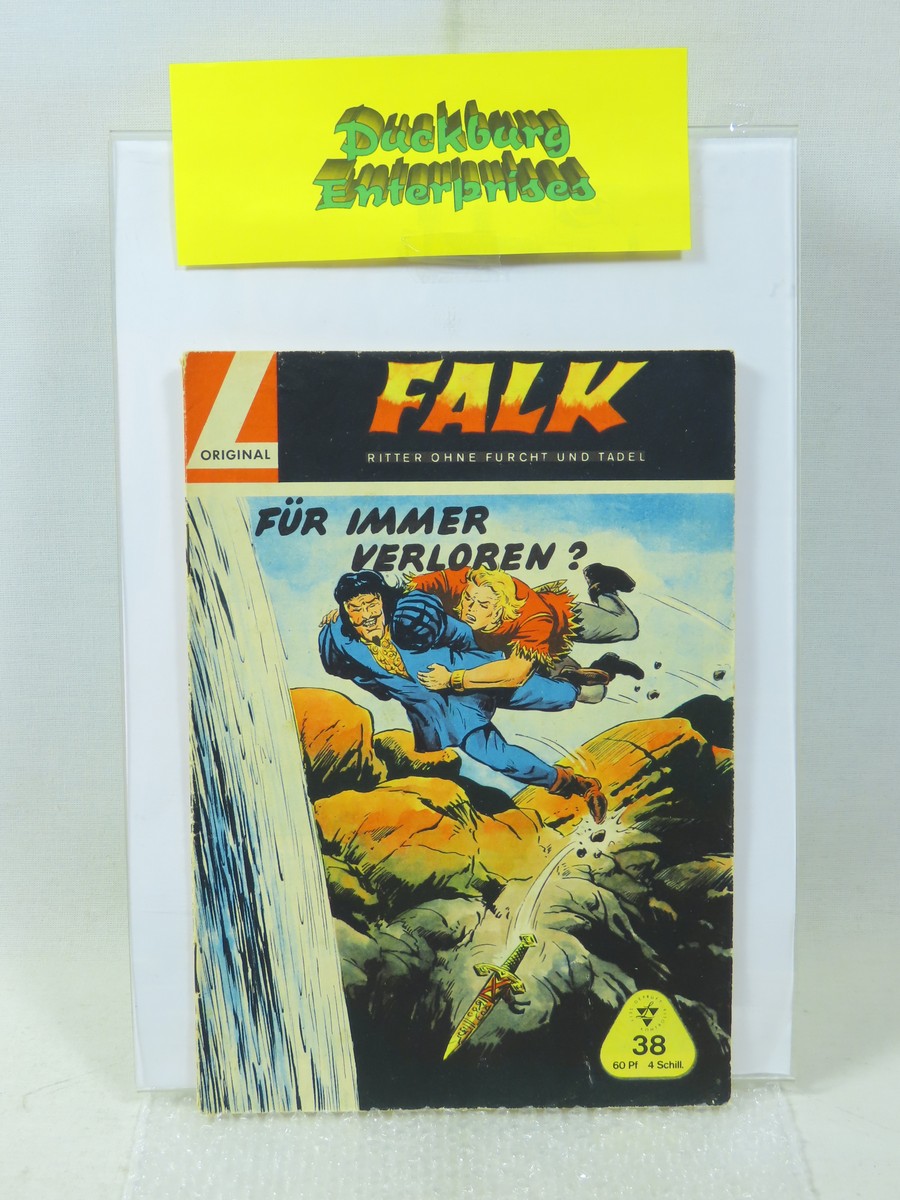 Duckburg
Enterprises
L
ORIGINAL
FALK
RITTER OHNE FURCHT UND TADEL
FÜR IMMER
VERLOREN?
38
60 Pf 4 Schill.